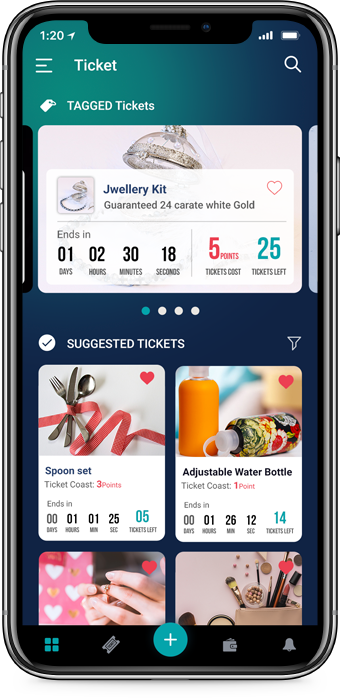 1:20
Ticket
TAGGED Tickets
Jwellery Kit
Guaranteed 24 carate white Gold
Ends in
01 02 30 18 5POINTS 25
DAYS HOURS MINUTES SECONDS TICKETS COST TICKETS LEFT
SUGGESTED TICKETS
Spoon set
Ticket Coast: 3Points
Ends in
00 01 01 25 05
DAYS HOURS MIN SEC TICKETS LEFT
Adjustable Water Bottle
Ticket Coast: 1Point
Ends in
00 01 26 12 14
DAYS HOURS MIN SEC TICKETS LEFT